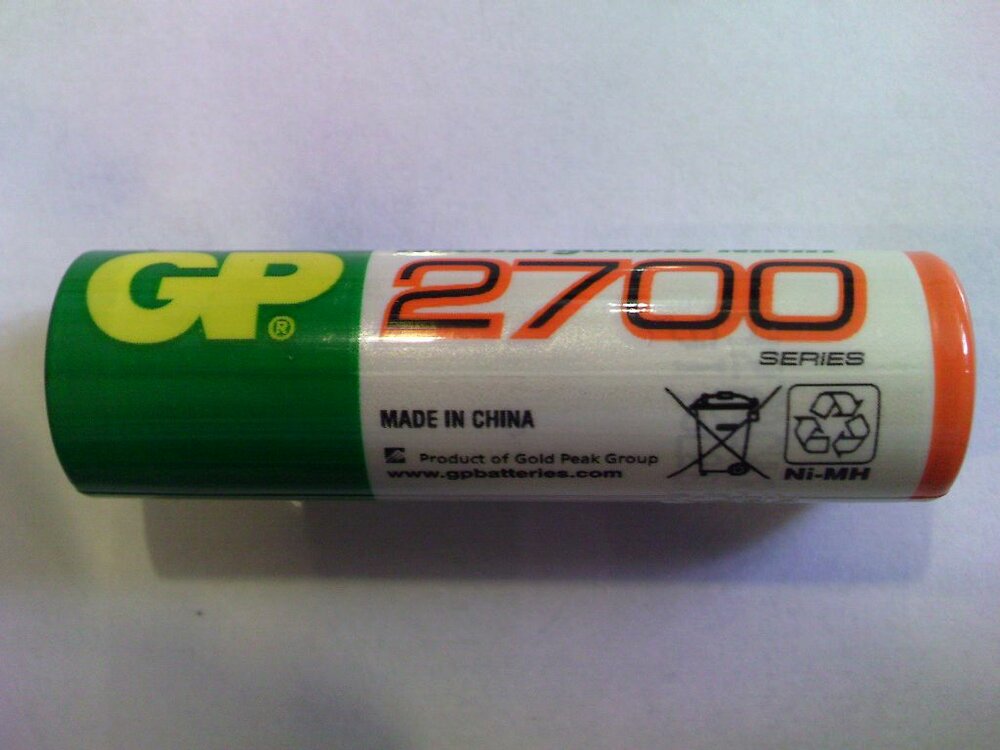 GP®
2700
SERIES
MADE IN CHINA
Product of Gold Peak Group
www.gpbatteries.com
Ni-MH